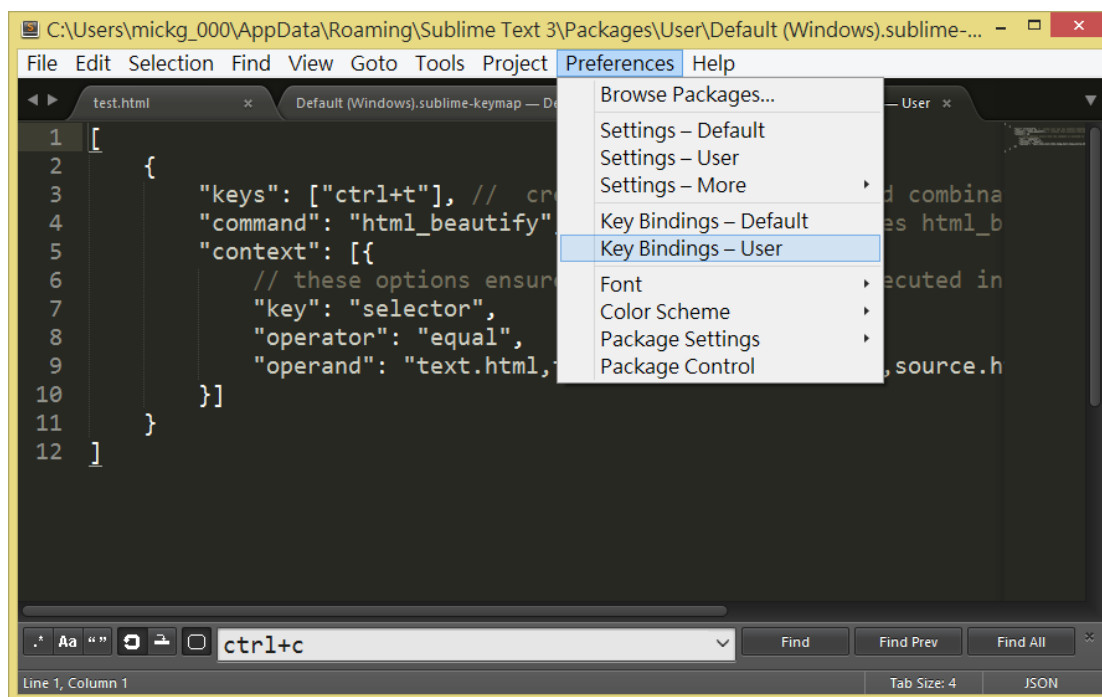 C:\Users\mickg_000\AppData\Roaming\Sublime Text 3\Packages\User\Default (Windows).sublime-...
File Edit Selection Find View Goto Tools Project Preferences Help
test.html Default (Windows).sublime-keymap — De — User
Browse Packages...
Settings – Default
Settings – User
Settings – More
Key Bindings – Default
Key Bindings – User
Font
Color Scheme
Package Settings
Package Control
1 [
2 {
3 "keys": ["ctrl+t"], // cr d combina
4 "command": "html_beautify", es html_b
5 "context": [{
6 // these options ensur ecuted in
7 "key": "selector",
8 "operator": "equal",
9 "operand": "text.html, ,source.h
10 }]
11 }
12 ]
.* Aa “” ctrl+c Find Find Prev Find All
Line 1, Column 1 Tab Size: 4 JSON